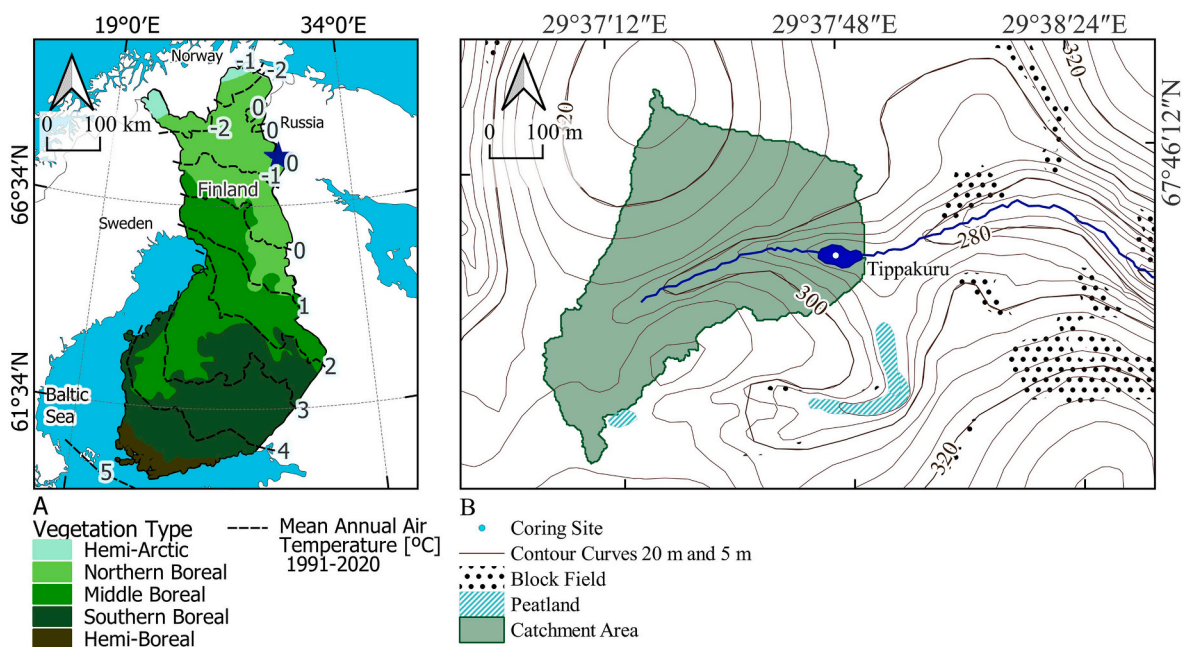 19°0′E
34°0′E
66°34′N
61°34′N
Norway
-1
-2
0
100 km
0
0
Russia
-2
0
-1
Finland
Sweden
0
1
2
Baltic
Sea
3
4
5
A
Vegetation Type
Hemi-Arctic
Northern Boreal
Middle Boreal
Southern Boreal
Hemi-Boreal
Mean Annual Air
Temperature [ºC]
1991-2020
29°37′12″E
29°37′48″E
29°38′24″E
67°46′12″N
0
100 m
320
320
280
Tippakuru
300
320
B
Coring Site
Contour Curves 20 m and 5 m
Block Field
Peatland
Catchment Area